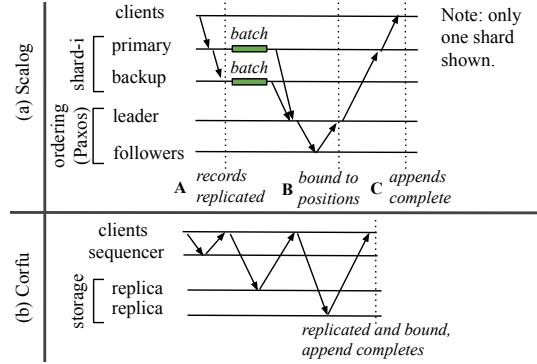 (a) Scalog
shard-i
ordering
(Paxos)
clients
primary
backup
leader
followers
batch
batch
Note: only
one shard
shown.
A records
replicated
B bound to
positions
C appends
complete
(b) Corfu
storage
clients
sequencer
replica
replica
replicated and bound,
append completes